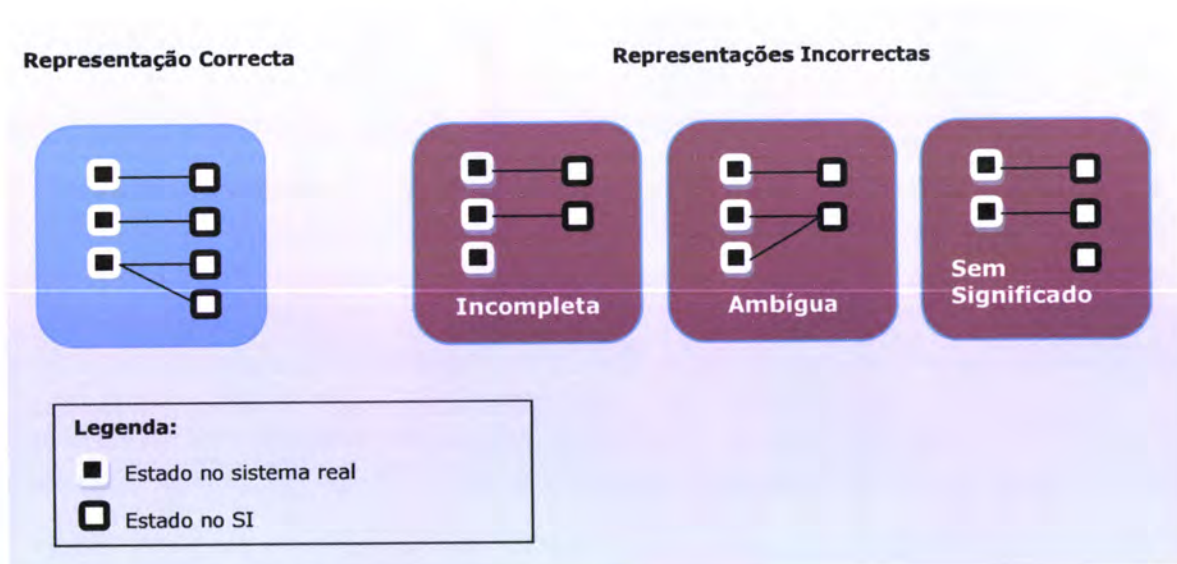 Representação Correcta
Representações Incorrectas
Incompleta
Ambígua
Sem
Significado
Legenda:
Estado no sistema real
Estado no SI